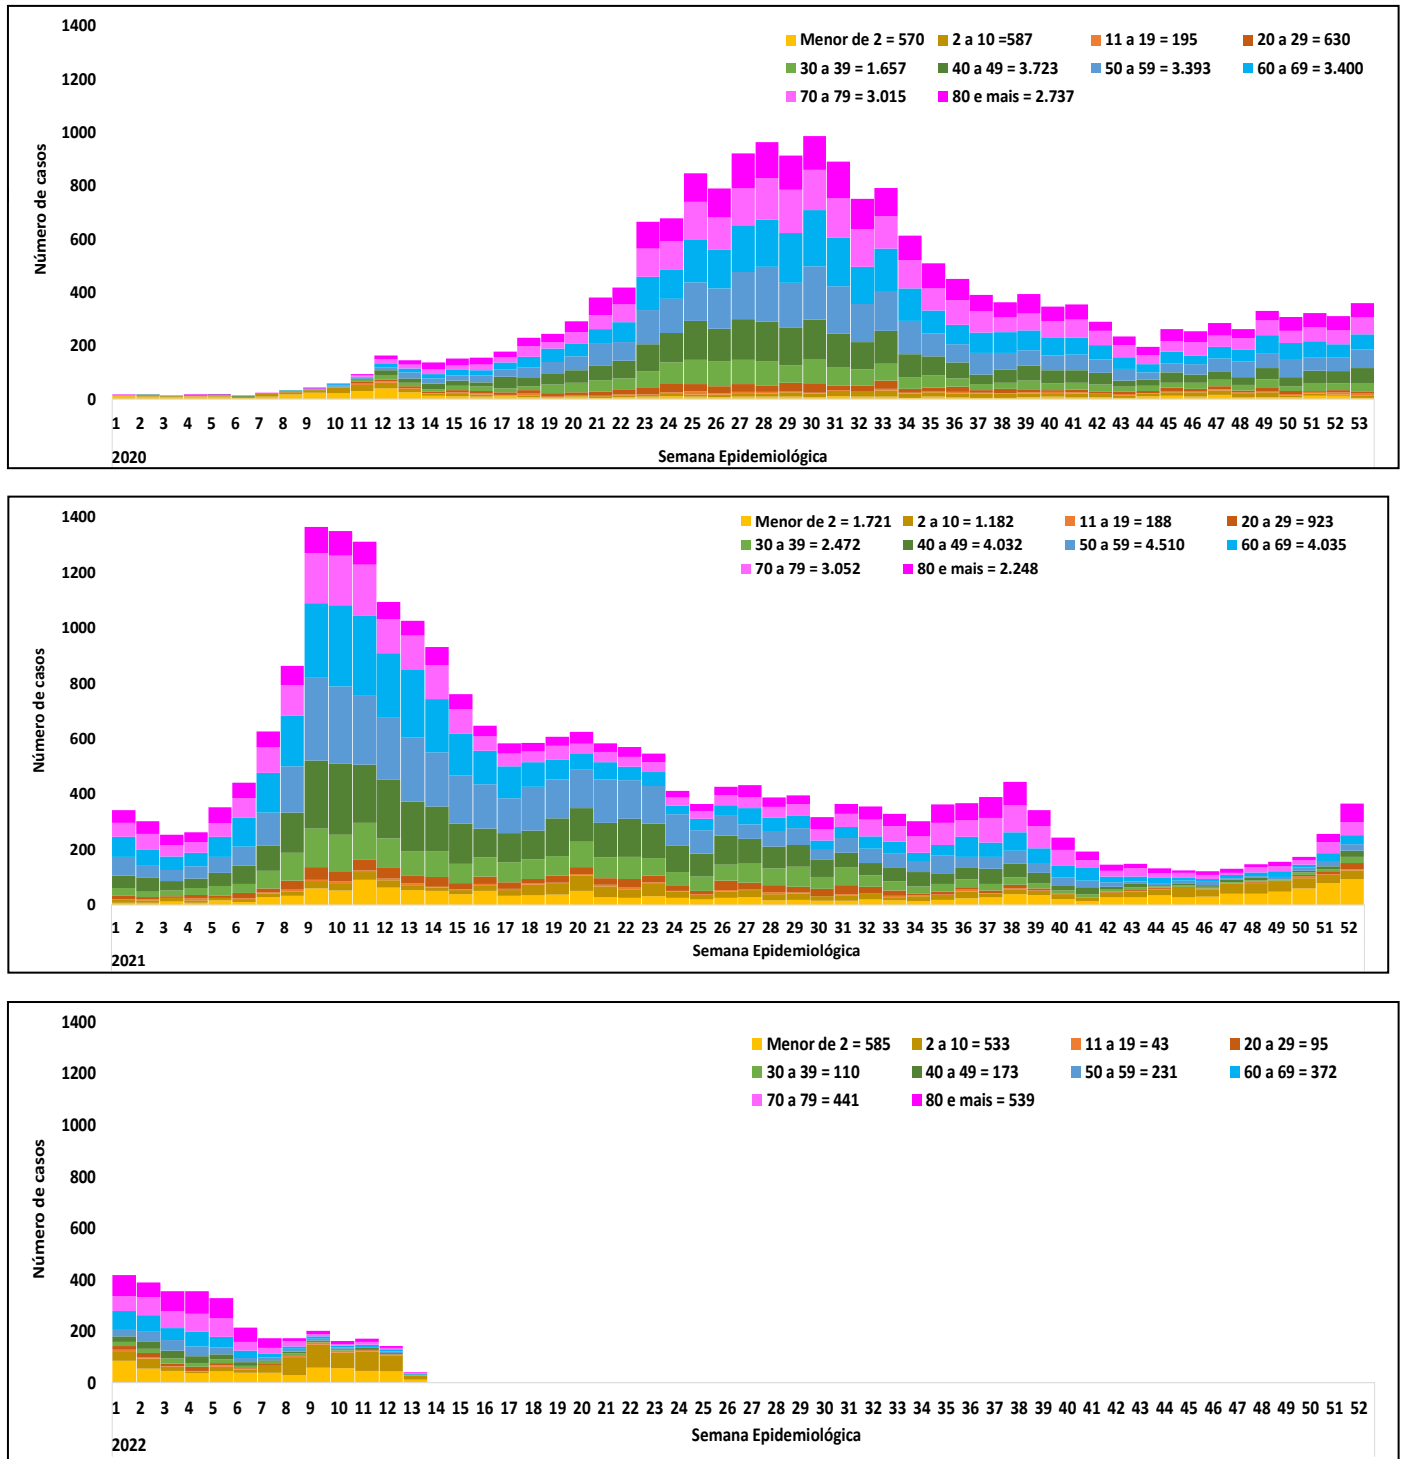 1400
Menor de 2 = 570 2 a 10 =587 11 a 19 = 195 20 a 29 = 630
30 a 39 = 1.657 40 a 49 = 3.723 50 a 59 = 3.393 60 a 69 = 3.400
70 a 79 = 3.015 80 e mais = 2.737
1200
1000
800
600
400
200
0
Número de casos
1 2 3 4 5 6 7 8 9 10 11 12 13 14 15 16 17 18 19 20 21 22 23 24 25 26 27 28 29 30 31 32 33 34 35 36 37 38 39 40 41 42 43 44 45 46 47 48 49 50 51 52 53
2020
Semana Epidemiológica
1400
Menor de 2 = 1.721 2 a 10 = 1.182 11 a 19 = 188 20 a 29 = 923
30 a 39 = 2.472 40 a 49 = 4.032 50 a 59 = 4.510 60 a 69 = 4.035
70 a 79 = 3.052 80 e mais = 2.248
1200
1000
800
600
400
200
0
Número de casos
1 2 3 4 5 6 7 8 9 10 11 12 13 14 15 16 17 18 19 20 21 22 23 24 25 26 27 28 29 30 31 32 33 34 35 36 37 38 39 40 41 42 43 44 45 46 47 48 49 50 51 52
Semana Epidemiológica
2021
1400
Menor de 2 = 585 2 a 10 = 533 11 a 19 = 43 20 a 29 = 95
30 a 39 = 110 40 a 49 = 173 50 a 59 = 231 60 a 69 = 372
70 a 79 = 441 80 e mais = 539
1200
1000
800
600
400
200
0
Número de casos
1 2 3 4 5 6 7 8 9 10 11 12 13 14 15 16 17 18 19 20 21 22 23 24 25 26 27 28 29 30 31 32 33 34 35 36 37 38 39 40 41 42 43 44 45 46 47 48 49 50 51 52
Semana Epidemiológica
2022